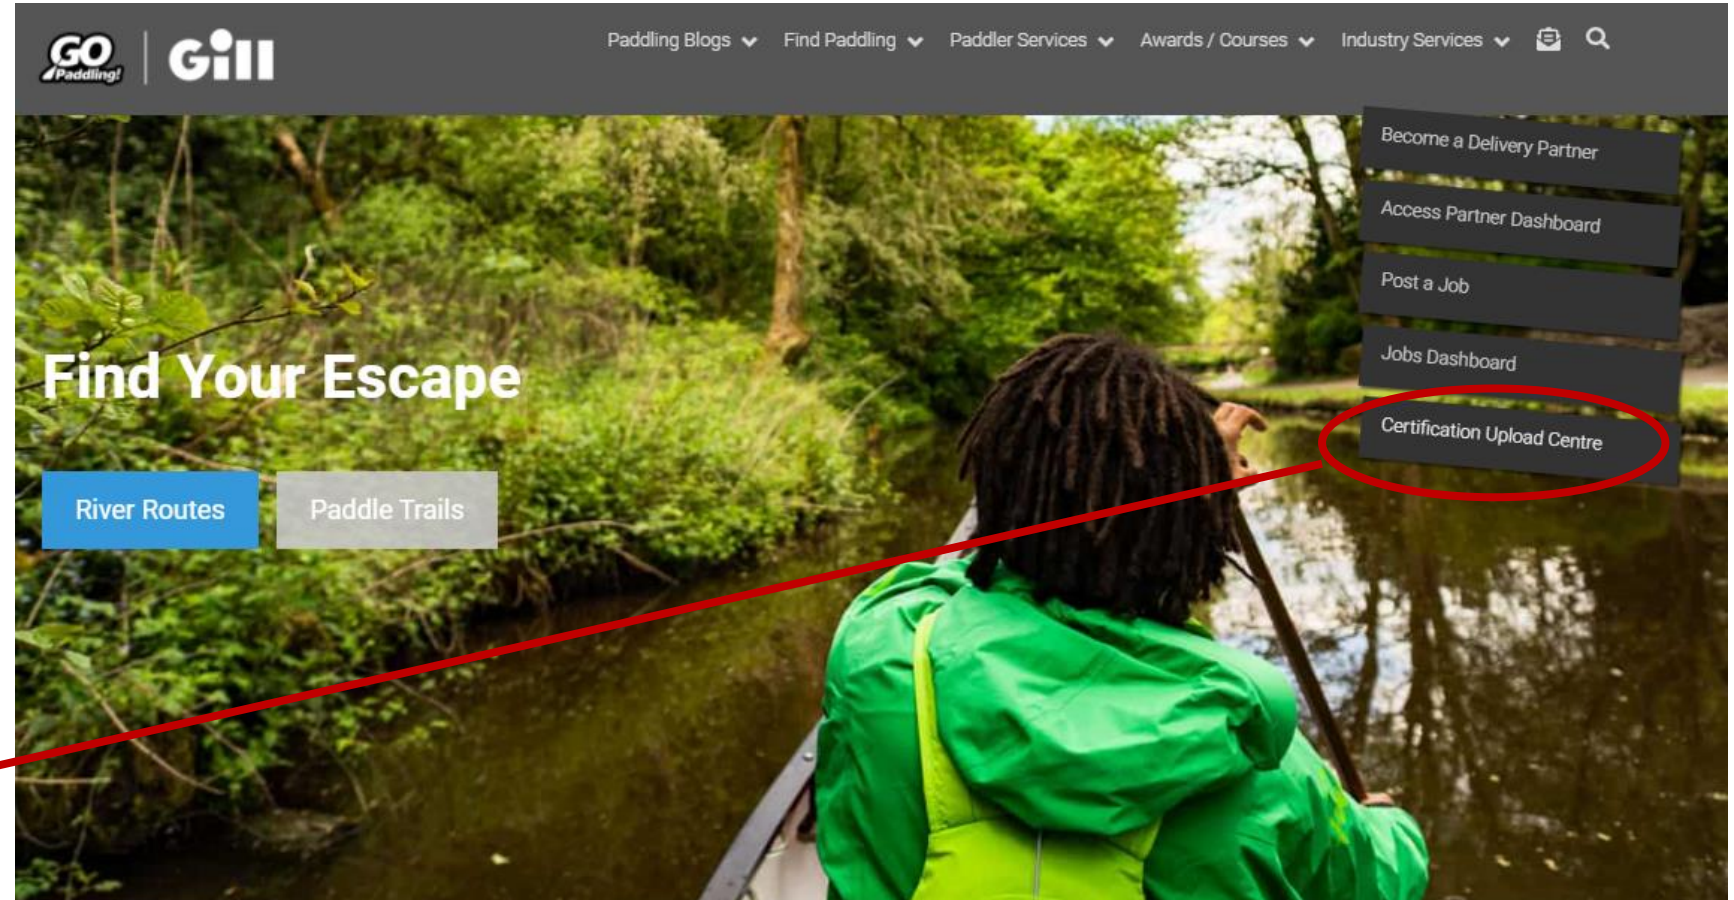 GO
Paddling!
Gill
Paddling Blogs
Find Paddling
Paddler Services
Awards / Courses
Industry Services
Become a Delivery Partner
Access Partner Dashboard
Post a Job
Jobs Dashboard
Certification Upload Centre
Find Your Escape
River Routes
Paddle Trails